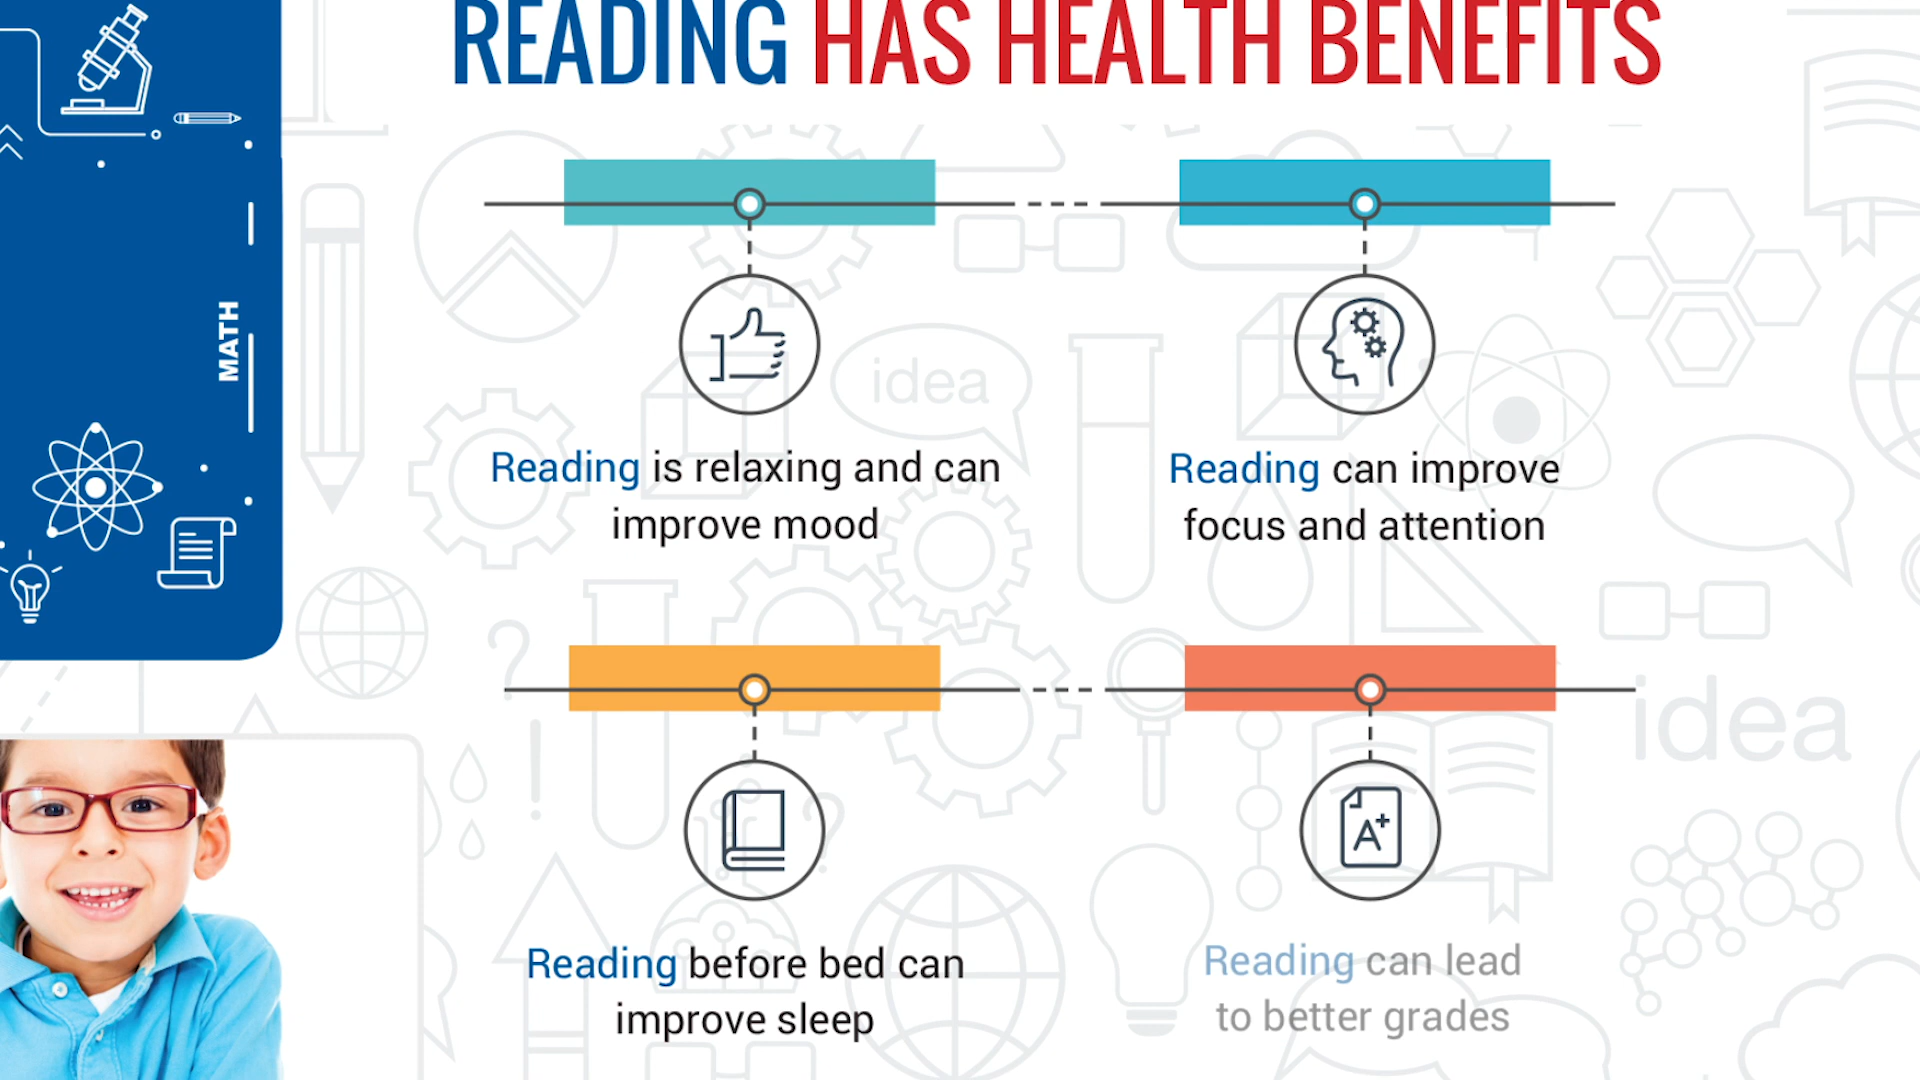 READING HAS HEALTH BENEFITS
MATH
idea
Reading is relaxing and can
improve mood
Reading can improve
focus and attention
idea
A+
Reading before bed can
improve sleep
Reading can lead
to better grades